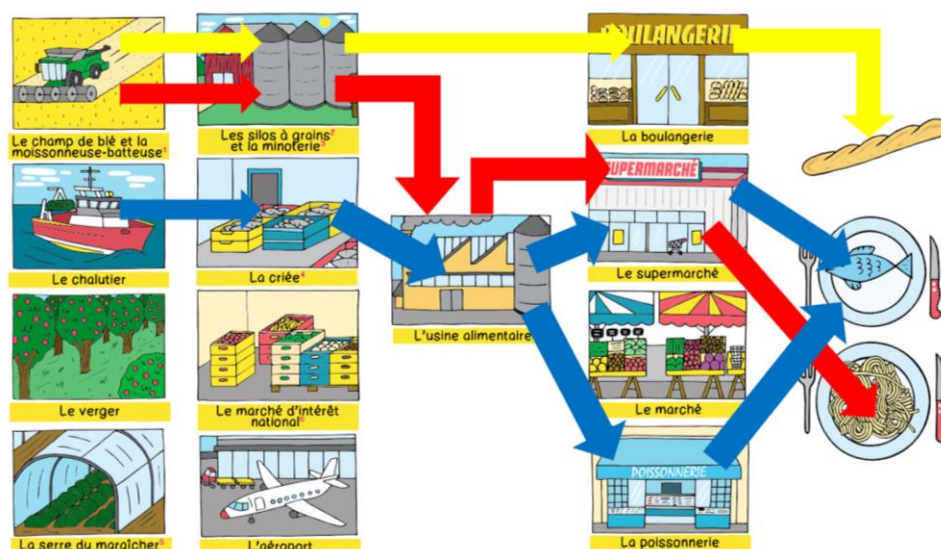 BOULANGERIE
Le champ de blé et la
moissonneuse-batteuse¹
Les silos à grains²
et la minoterie³
La boulangerie
SUPERMARCHÉ
Le chalutier
La criée⁴
Le supermarché
L'usine alimentaire
Le verger
Le marché d'intérêt
national⁶
Le marché
POISSONNERIE
La serre du maraîcher⁵
L'aéroport
La poissonnerie